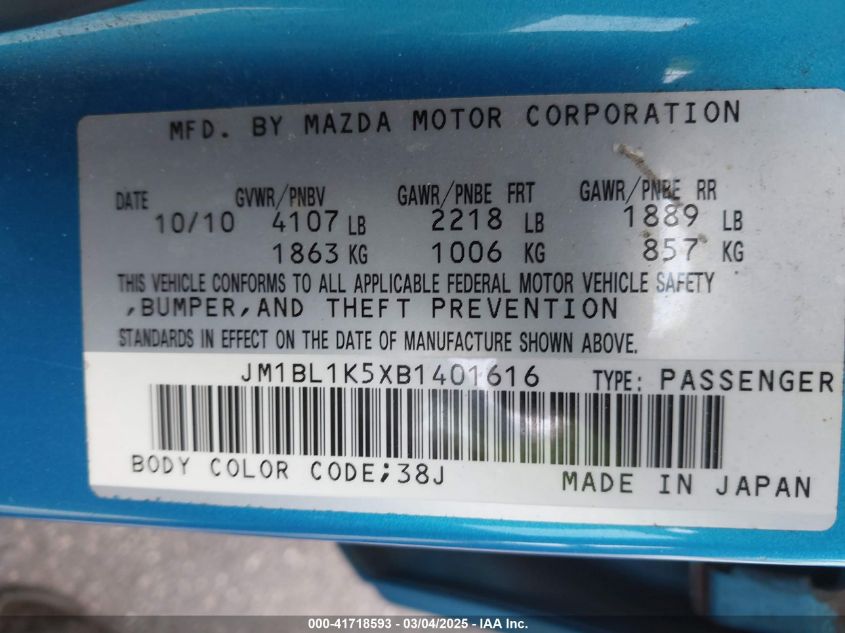 MFD. BY MAZDA MOTOR CORPORATION
DATE GVWR/PNBV GAWR/PNBE FRT GAWR/PNBE RR
10/10 4107 LB 2218 LB 1889 LB
1863 KG 1006 KG 857 KG
THIS VEHICLE CONFORMS TO ALL APPLICABLE FEDERAL MOTOR VEHICLE SAFETY
,BUMPER,AND THEFT PREVENTION
STANDARDS IN EFFECT ON THE DATE OF MANUFACTURE SHOWN ABOVE.
JM1BL1K5XB1401616 TYPE: PASSENGER
BODY COLOR CODE;38J MADE IN JAPAN
000-41718593 - 03/04/2025 - IAA Inc.